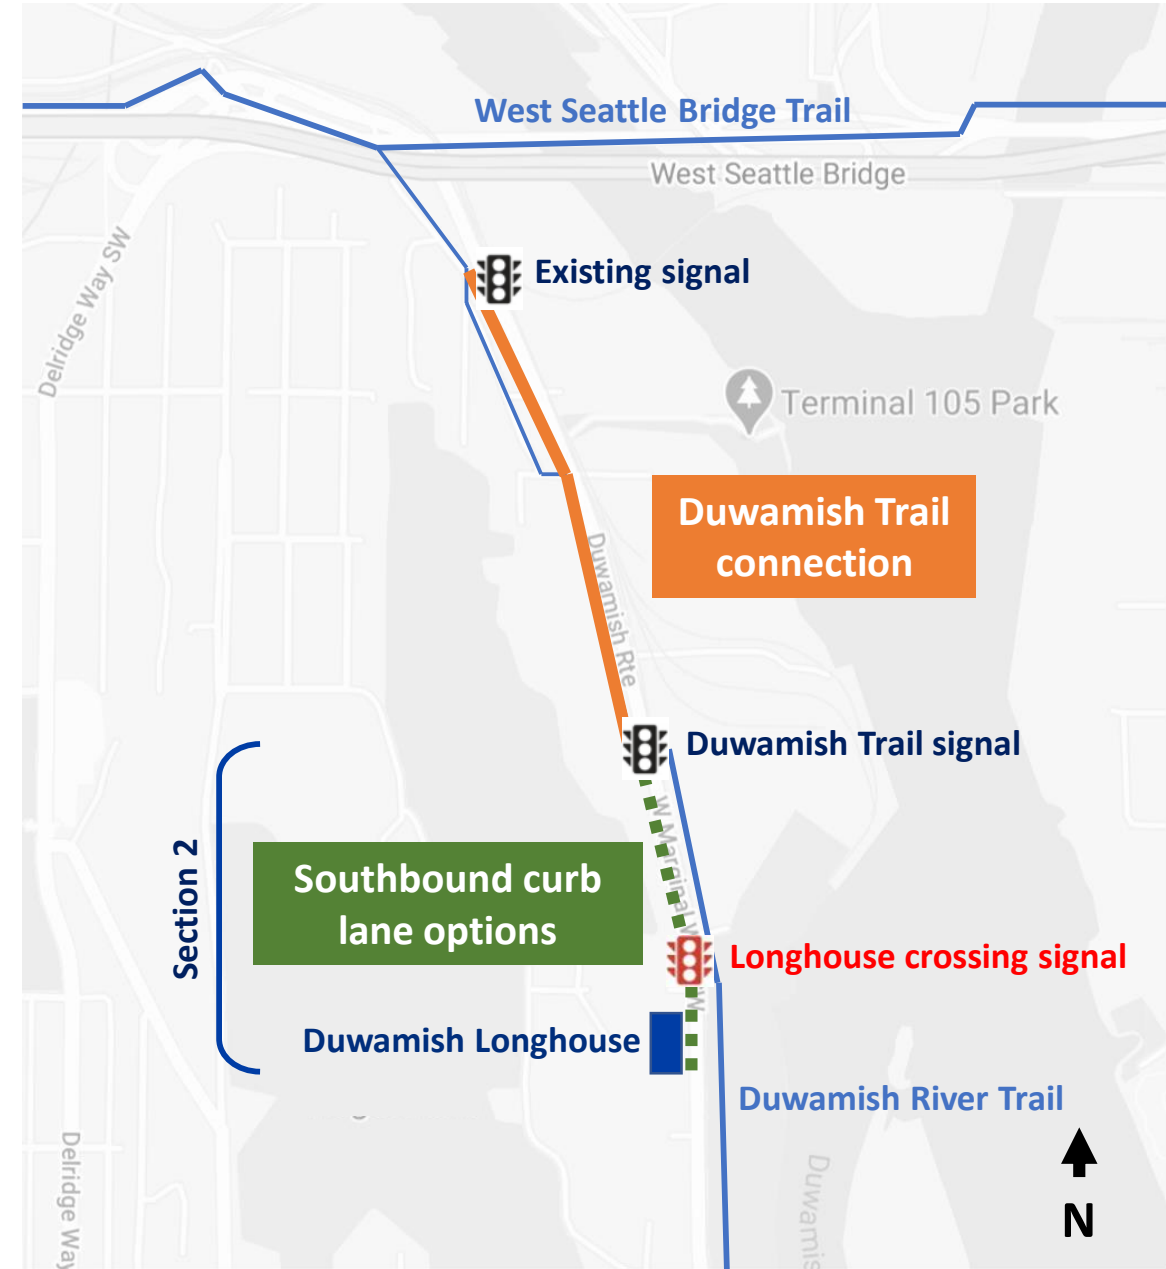 West Seattle Bridge Trail
West Seattle Bridge
Delridge Way SW
Existing signal
Terminal 105 Park
Duwamish Trail
connection
Duwamish Rte
Duwamish Trail signal
Section 2
W Marginal
Southbound curb
lane options
Longhouse crossing signal
Duwamish Longhouse
Duwamish River Trail
Delridge Way
N